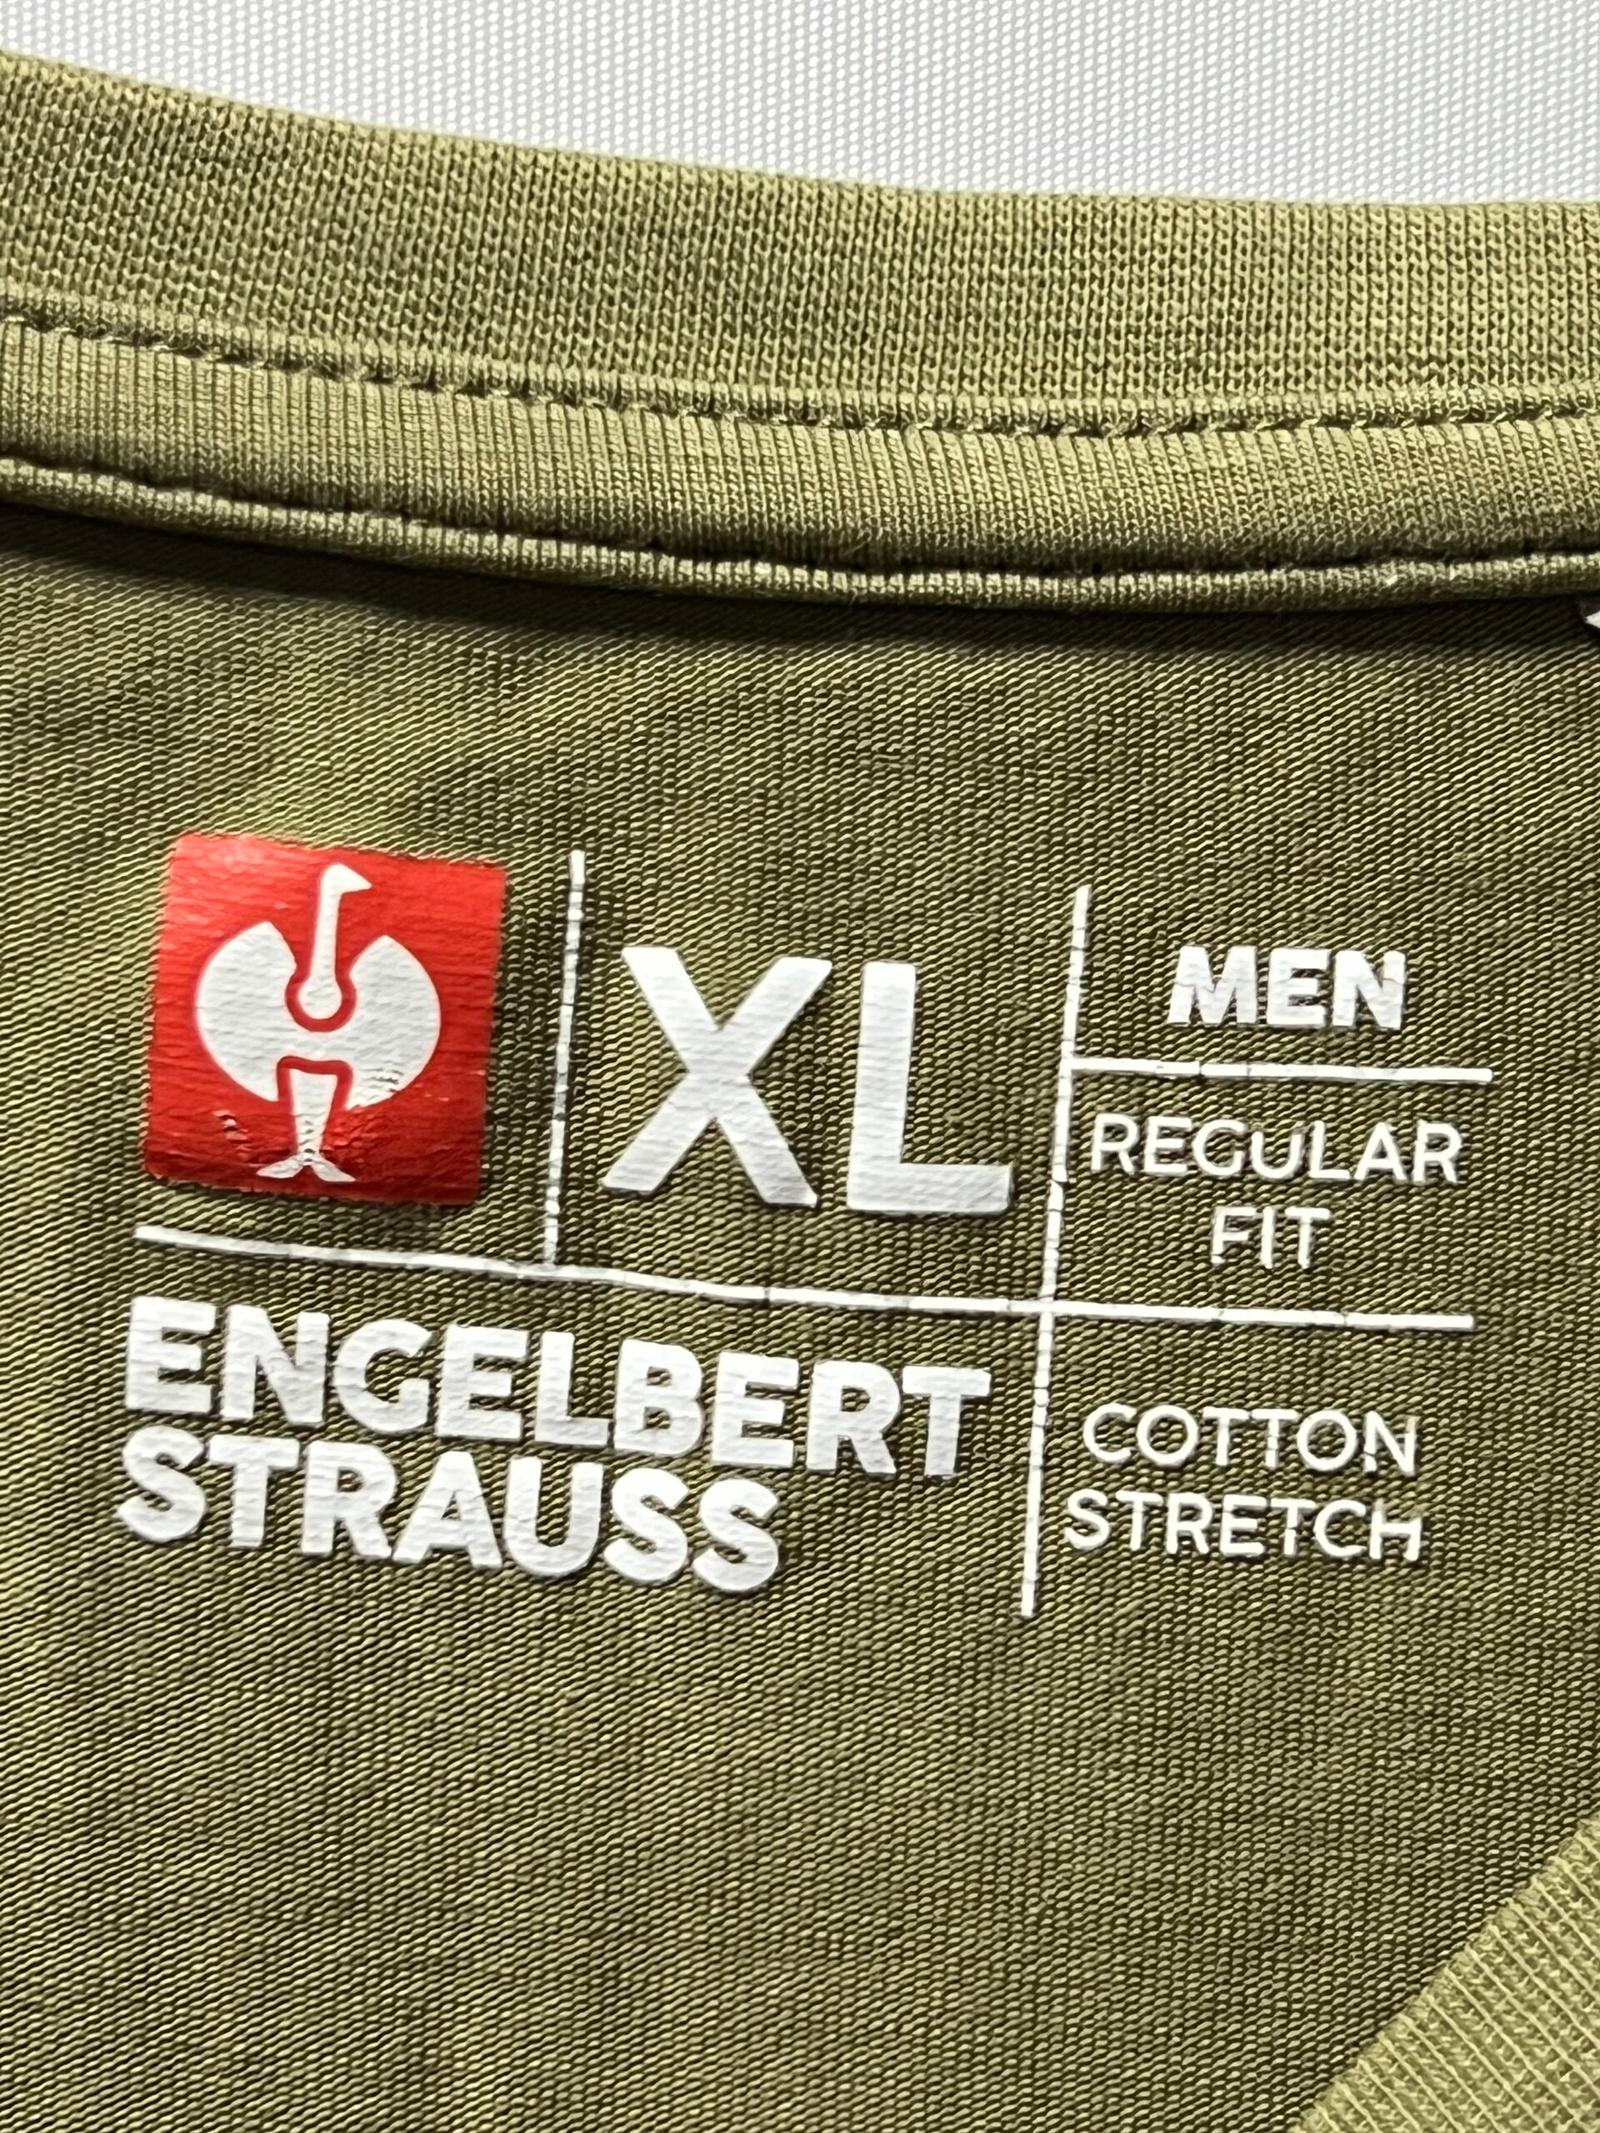 XL
MEN
REGULAR
FIT
ENGELBERT
STRAUSS
COTTON
STRETCH